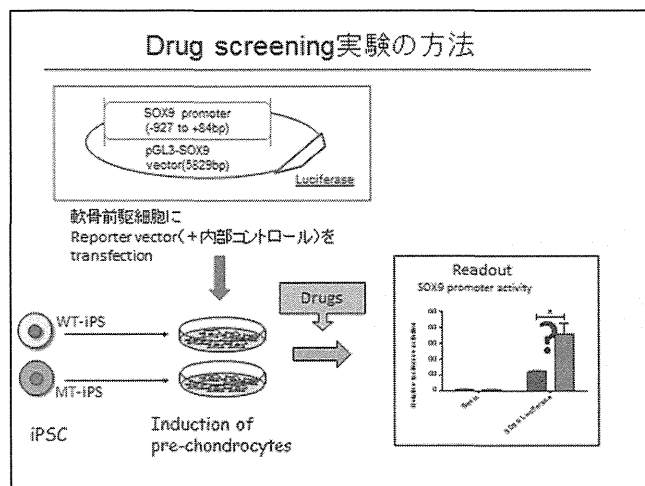 Drug screening実験の方法
SOX9 promoter
(-927 to +84bp)
pGL3-SOX9
vector(5829bp)
Luciferase
軟骨前駆細胞に
Reporter vector(＋内部コントロール)を
transfection
Drugs
WT-iPS
MT-iPS
iPSC
Induction of
pre-chondrocytes
Readout
SOX9 promoter activity
*
?
0